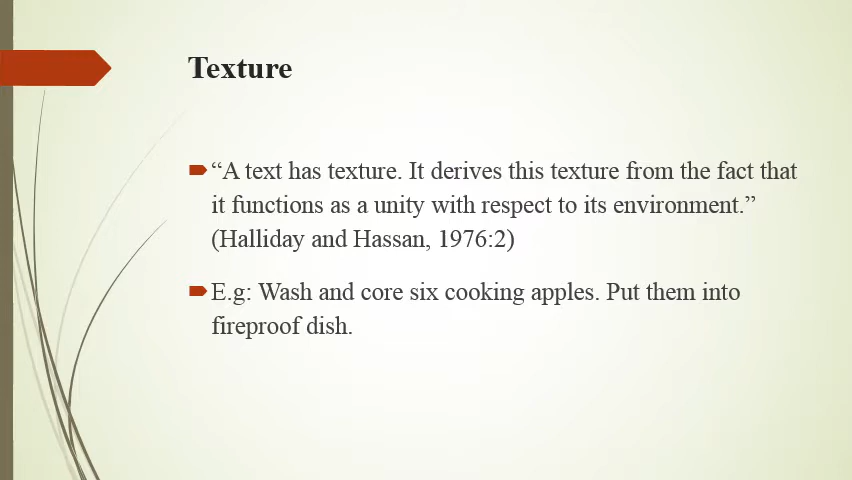 Texture
“A text has texture. It derives this texture from the fact that
it functions as a unity with respect to its environment.”
(Halliday and Hassan, 1976:2)
E.g: Wash and core six cooking apples. Put them into
fireproof dish.